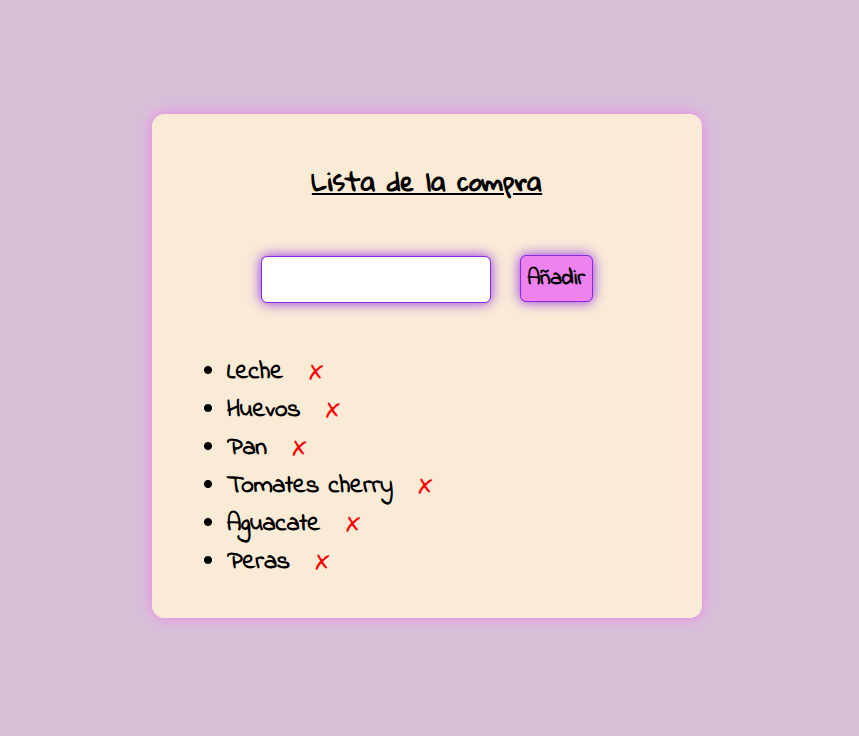 Lista de la compra
Añadir
Leche ✗
Huevos ✗
Pan ✗
Tomates cherry ✗
Aguacate ✗
Peras ✗